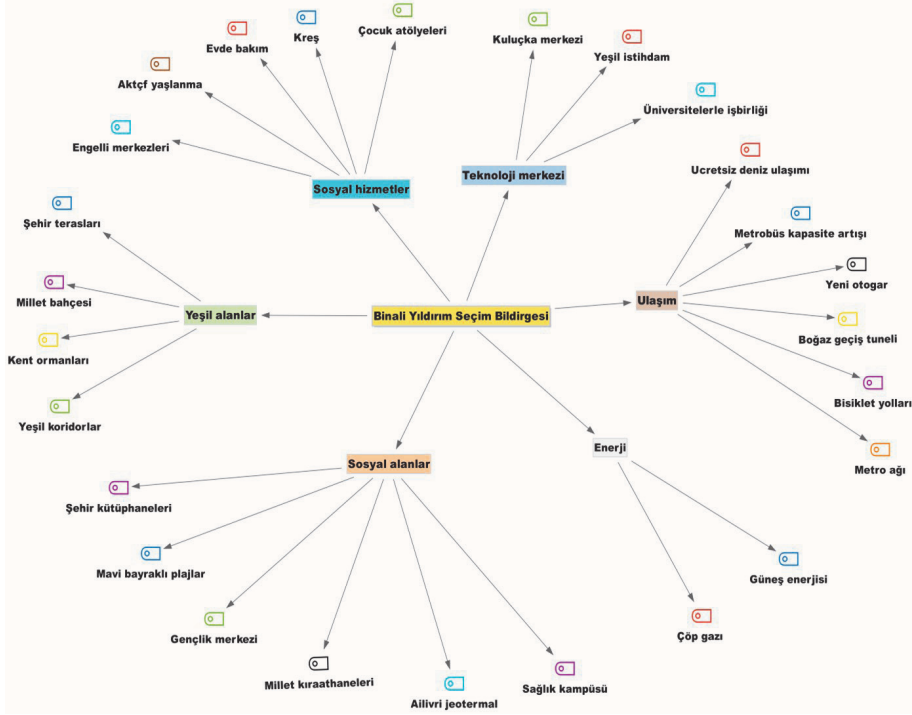 Çocuk atölyeleri
Kreş
Evde bakım
Aktçf yaşlanma
Engelli merkezleri
Sosyal hizmetler
Kuluçka merkezi
Yeşil istihdam
Üniversitelerle işbirliği
Teknoloji merkezi
Ucretsiz deniz ulaşımı
Metrobüs kapasite artışı
Yeni otogar
Ulaşım
Boğaz geçiş tuneli
Bisiklet yolları
Metro ağı
Şehir terasları
Millet bahçesi
Yeşil alanlar
Kent ormanları
Yeşil koridorlar
Binali Yıldırım Seçim Bildirgesi
Sosyal alanlar
Şehir kütüphaneleri
Mavi bayraklı plajlar
Gençlik merkezi
Millet kıraathaneleri
Ailivri jeotermal
Sağlık kampüsü
Enerji
Güneş enerjisi
Çöp gazı